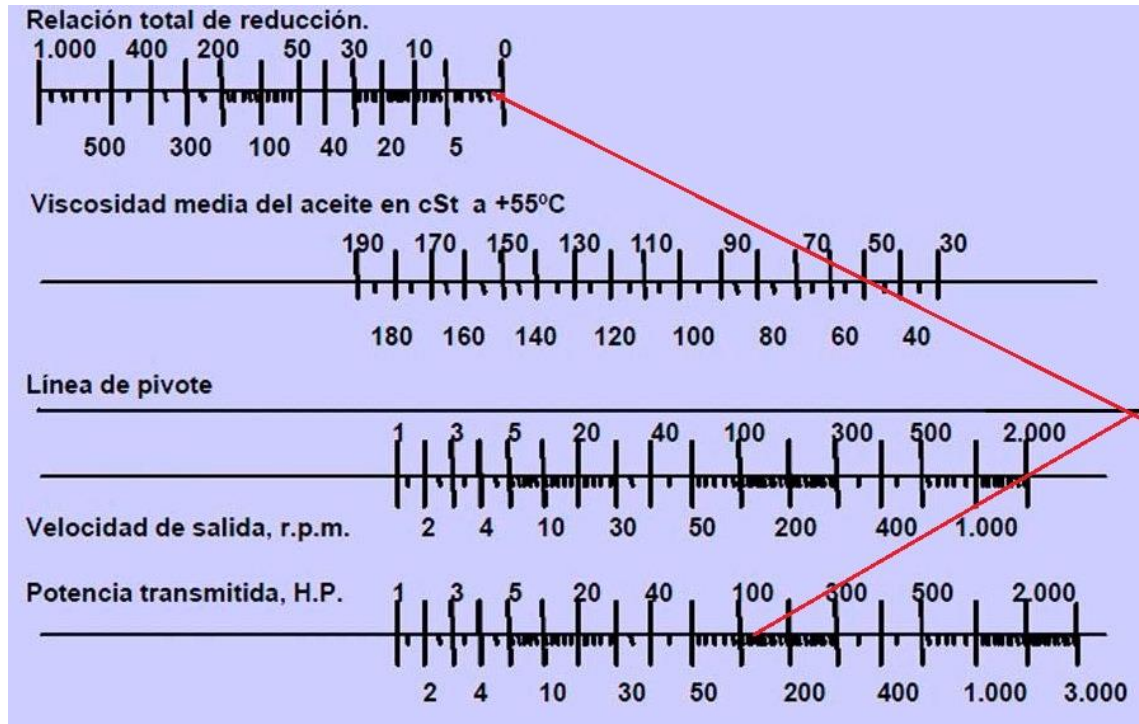 Relación total de reducción.
1.000 400 200 50 30 10 0
500 300 100 40 20 5
Viscosidad media del aceite en cSt a +55ºC
190 170 150 130 110 90 70 50 30
180 160 140 120 100 80 60 40
Línea de pivote
1 3 5 20 40 100 300 500 2.000
Velocidad de salida, r.p.m. 2 4 10 30 50 200 400 1.000
Potencia transmitida, H.P. 1 3 5 20 40 100 300 500 2.000
2 4 10 30 50 200 400 1.000 3.000